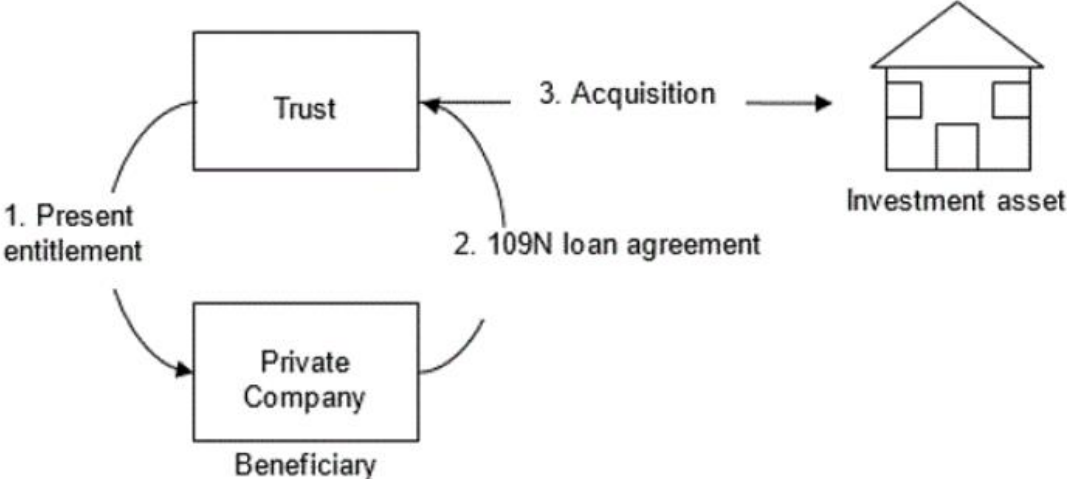 Trust
3. Acquisition
Investment asset
1. Present
entitlement
2. 109N loan agreement
Private
Company
Beneficiary